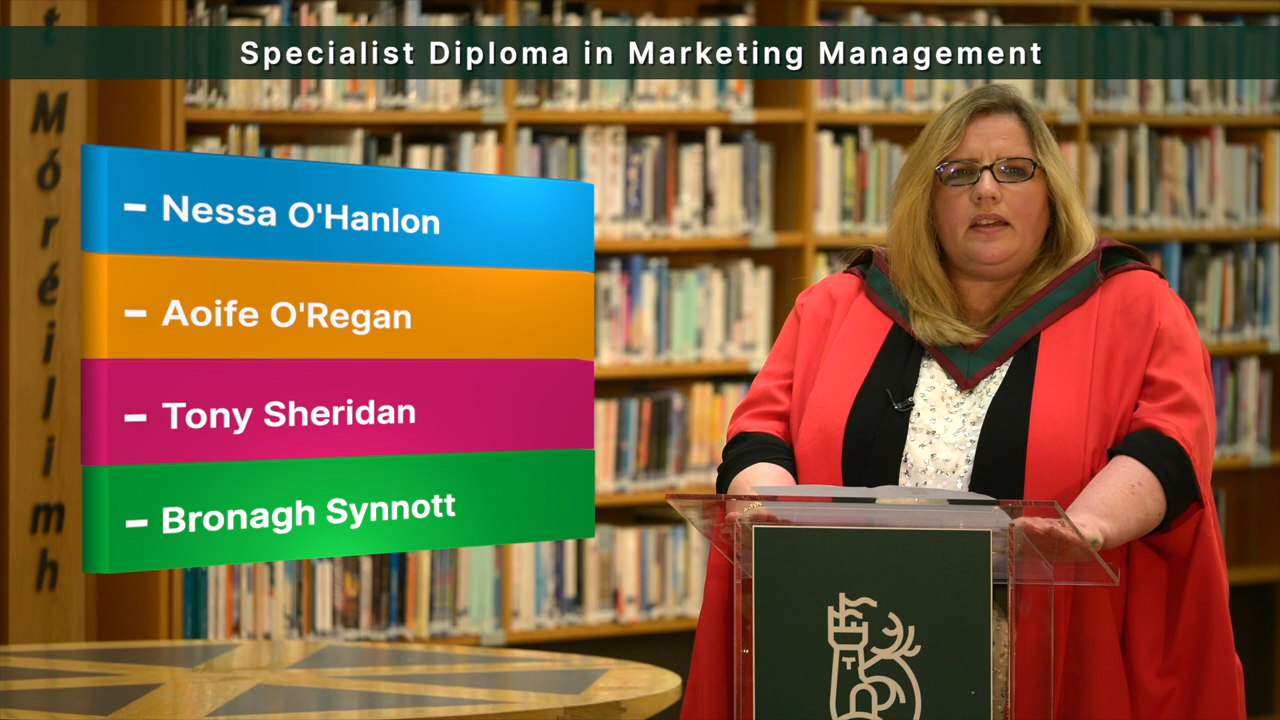 Specialist Diploma in Marketing Management
t Móréilimh
– Nessa O'Hanlon
– Aoife O'Regan
– Tony Sheridan
– Bronagh Synnott
T